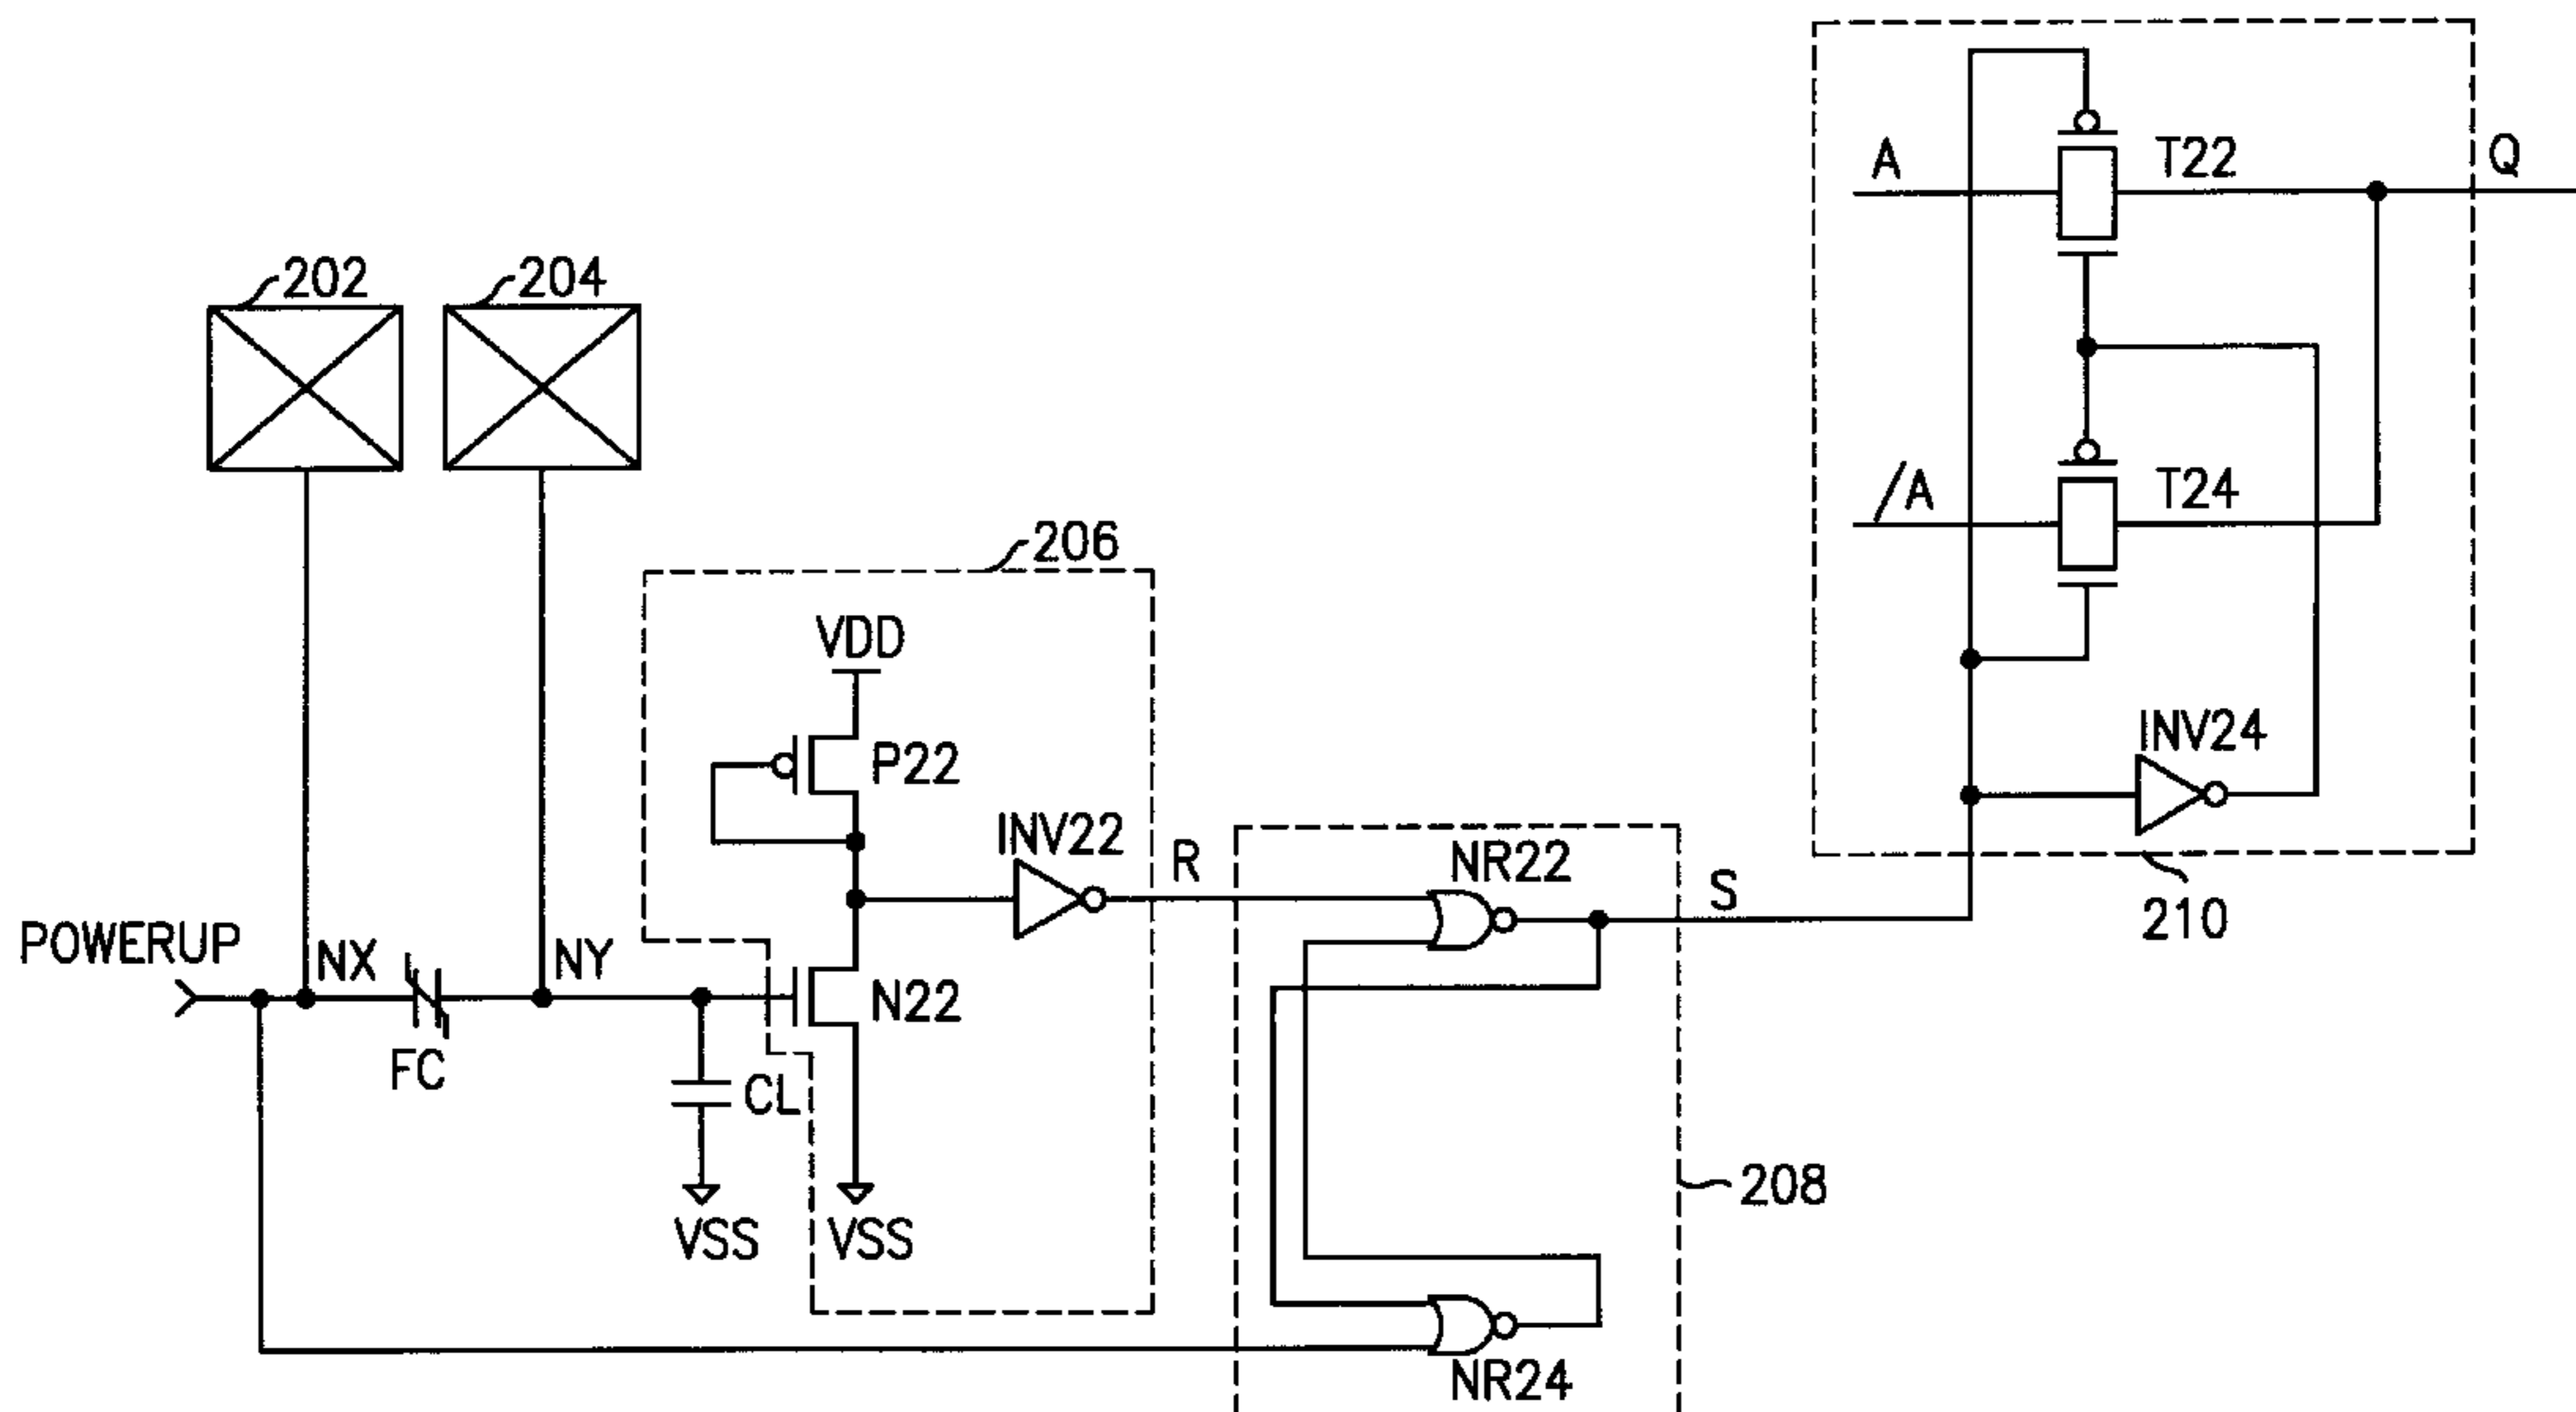 A
T22
Q
202
204
/A
T24
206
VDD
P22
INV24
INV22
R
NR22
S
210
POWERUP
NX
NY
N22
FC
CL
208
VSS
VSS
NR24